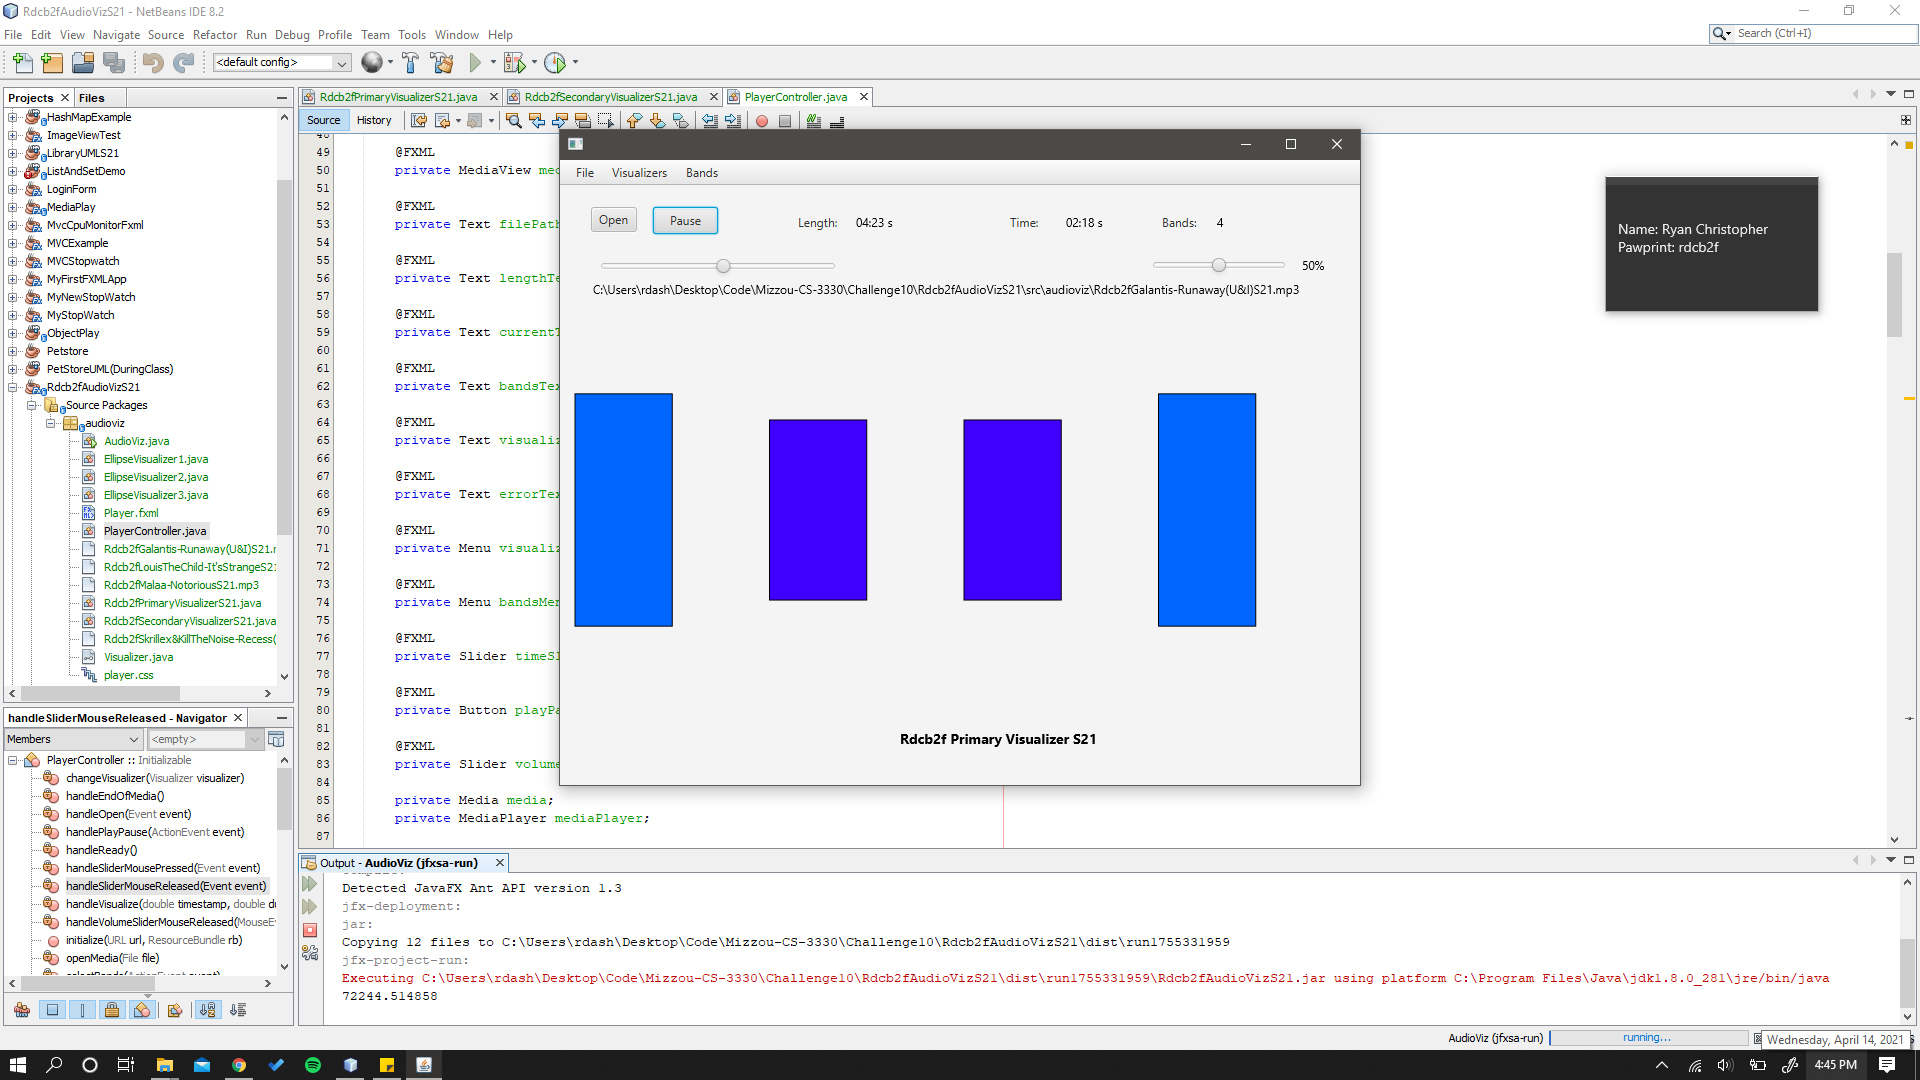 Rdcb2fAudioVizS21 - NetBeans IDE 8.2
File Edit View Navigate Source Refactor Run Debug Profile Team Tools Window Help
Search (Ctrl+I)
<default config>
Projects Files
HashMapExample
ImageViewTest
LibraryUMLS21
ListAndSetDemo
LoginForm
MediaPlay
MvcCpuMonitorFxml
MVCExample
MVCStopwatch
MyFirstFXMLApp
MyNewStopWatch
MyStopWatch
ObjectPlay
Petstore
PetStoreUML(DuringClass)
Rdcb2fAudioVizS21
Source Packages
audioviz
AudioViz.java
EllipseVisualizer1.java
EllipseVisualizer2.java
EllipseVisualizer3.java
Player.fxml
PlayerController.java
Rdcb2fGalantis-Runaway(U&I)S21.r
Rdcb2fLouisTheChild-It'sStrangeS21
Rdcb2fMalaa-NotoriousS21.mp3
Rdcb2fPrimaryVisualizerS21.java
Rdcb2fSecondaryVisualizerS21.java
Rdcb2fSkrillex&KillTheNoise-Recess(
Visualizer.java
player.css
handleSliderMouseReleased - Navigator
Members <empty>
PlayerController :: Initializable
changeVisualizer(Visualizer visualizer)
handleEndOfMedia()
handleOpen(Event event)
handlePlayPause(ActionEvent event)
handleReady()
handleSliderMousePressed(Event event)
handleSliderMouseReleased(Event event)
handleVisualize(double timestamp, double du
handleVolumeSliderMouseReleased(MouseE
initialize(URL url, ResourceBundle rb)
openMedia(File file)
selectBands(ActionEvent event)
Rdcb2fPrimaryVisualizerS21.java Rdcb2fSecondaryVisualizerS21.java PlayerController.java
Source History
48
49 @FXML
50 private MediaView med
51
52 @FXML
53 private Text filePath
54
55 @FXML
56 private Text lengthTe
57
58 @FXML
59 private Text currentT
60
61 @FXML
62 private Text bandsTex
63
64 @FXML
65 private Text visualiz
66
67 @FXML
68 private Text errorTex
69
70 @FXML
71 private Menu visualiz
72
73 @FXML
74 private Menu bandsMen
75
76 @FXML
77 private Slider timeSl
78
79 @FXML
80 private Button playPa
81
82 @FXML
83 private Slider volume
84
85 private Media media;
86 private MediaPlayer mediaPlayer;
87
File Visualizers Bands
Open Pause Length: 04:23 s Time: 02:18 s Bands: 4
50%
C:\Users\rdash\Desktop\Code\Mizzou-CS-3330\Challenge10\Rdcb2fAudioVizS21\src\audioviz\Rdcb2fGalantis-Runaway(U&I)S21.mp3
Rdcb2f Primary Visualizer S21
Name: Ryan Christopher
Pawprint: rdcb2f
Output - AudioViz (jfxsa-run)
compile:
Detected JavaFX Ant API version 1.3
jfx-deployment:
jar:
Copying 12 files to C:\Users\rdash\Desktop\Code\Mizzou-CS-3330\Challenge10\Rdcb2fAudioVizS21\dist\run1755331959
jfx-project-run:
Executing C:\Users\rdash\Desktop\Code\Mizzou-CS-3330\Challenge10\Rdcb2fAudioVizS21\dist\run1755331959\Rdcb2fAudioVizS21.jar using platform C:\Program Files\Java\jdk1.8.0_281\jre/bin/java
72244.514858
AudioViz (jfxsa-run) running...
Wednesday, April 14, 2021
4:45 PM